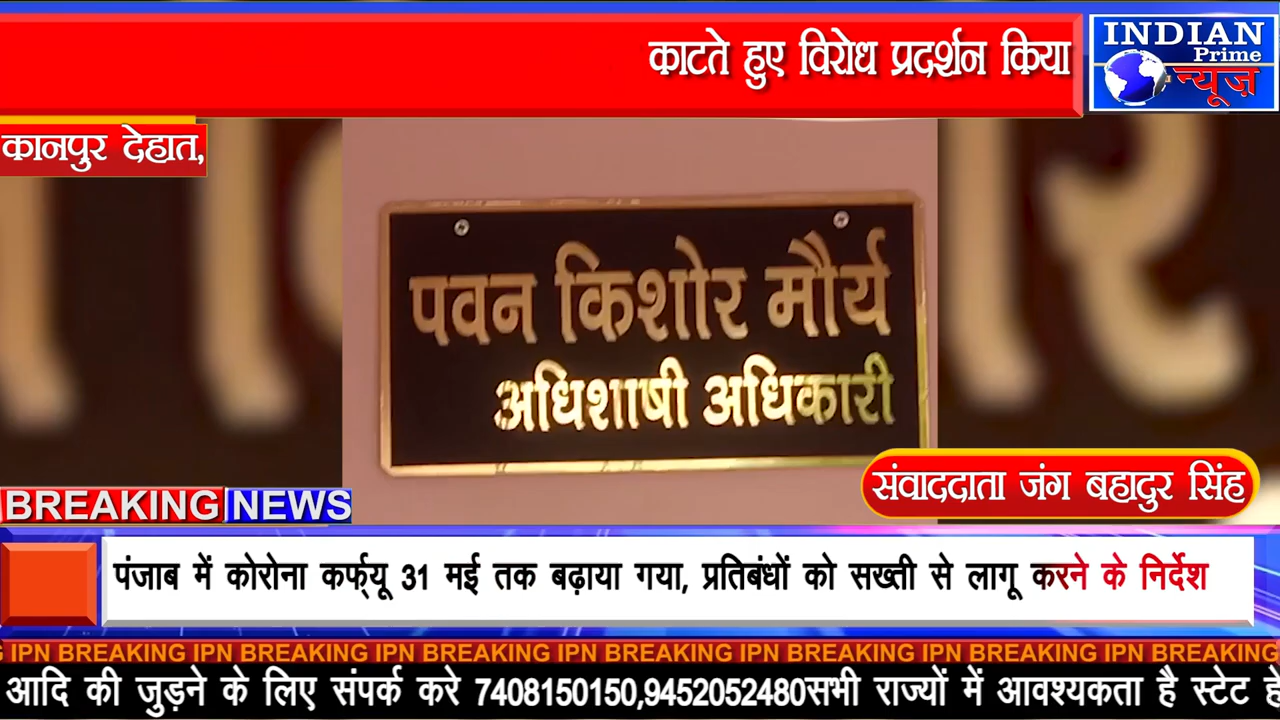 काटते हुए विरोध प्रदर्शन किया
INDIAN
Prime
न्यूज़
कानपुर देहात,
पवन किशोर मौर्य
अधिशाषी अधिकारी
संवाददाता जंग बहादुर सिंह
BREAKING NEWS
पंजाब में कोरोना कर्फ्यू 31 मई तक बढ़ाया गया, प्रतिबंधों को सख्ती से लागू करने के निर्देश
IPN BREAKING IPN BREAKING IPN BREAKING IPN BREAKING IPN BREAKING IPN BREAKING IPN BREAKING
आदि की जुड़ने के लिए संपर्क करे 7408150150,9452052480सभी राज्यों में आवश्यकता है स्टेट हे